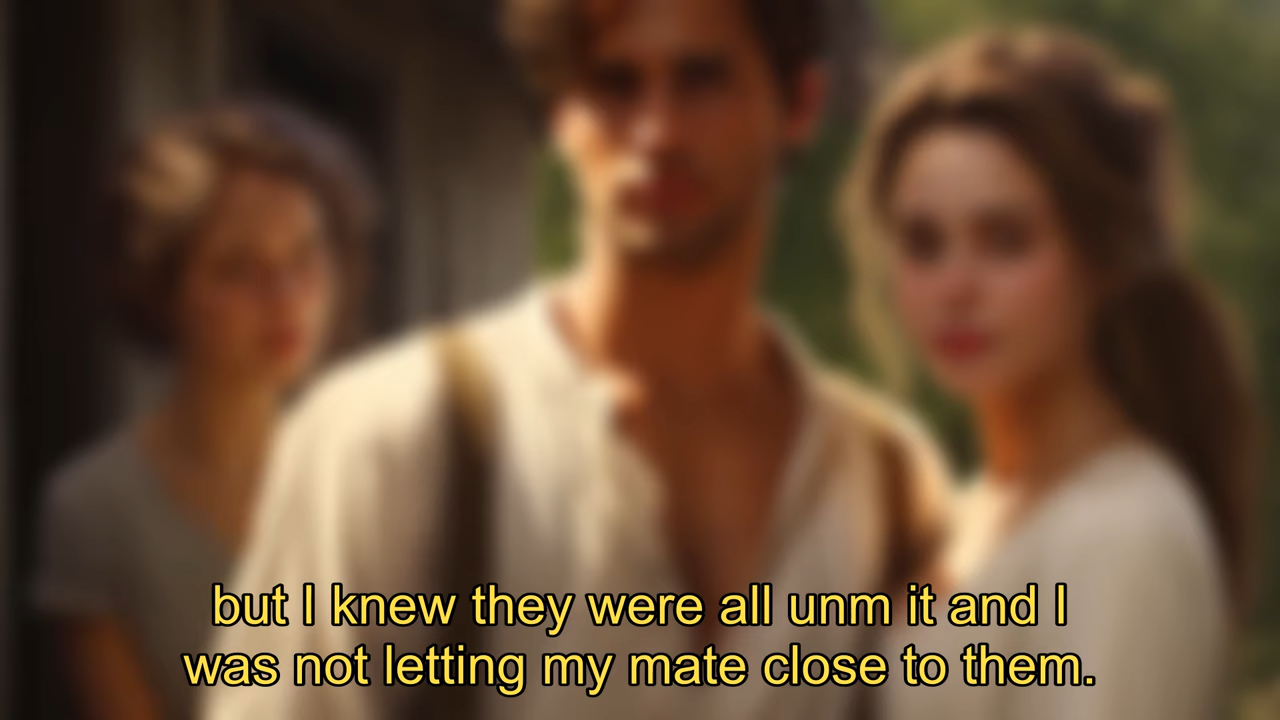 but I knew they were all unm it and I
was not letting my mate close to them.